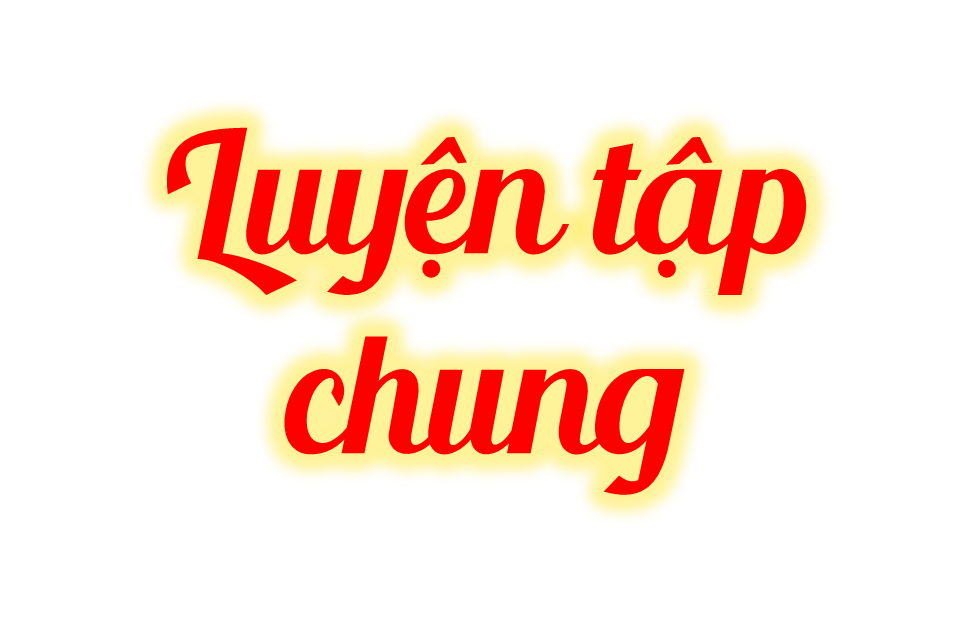 Luyện tập
chung